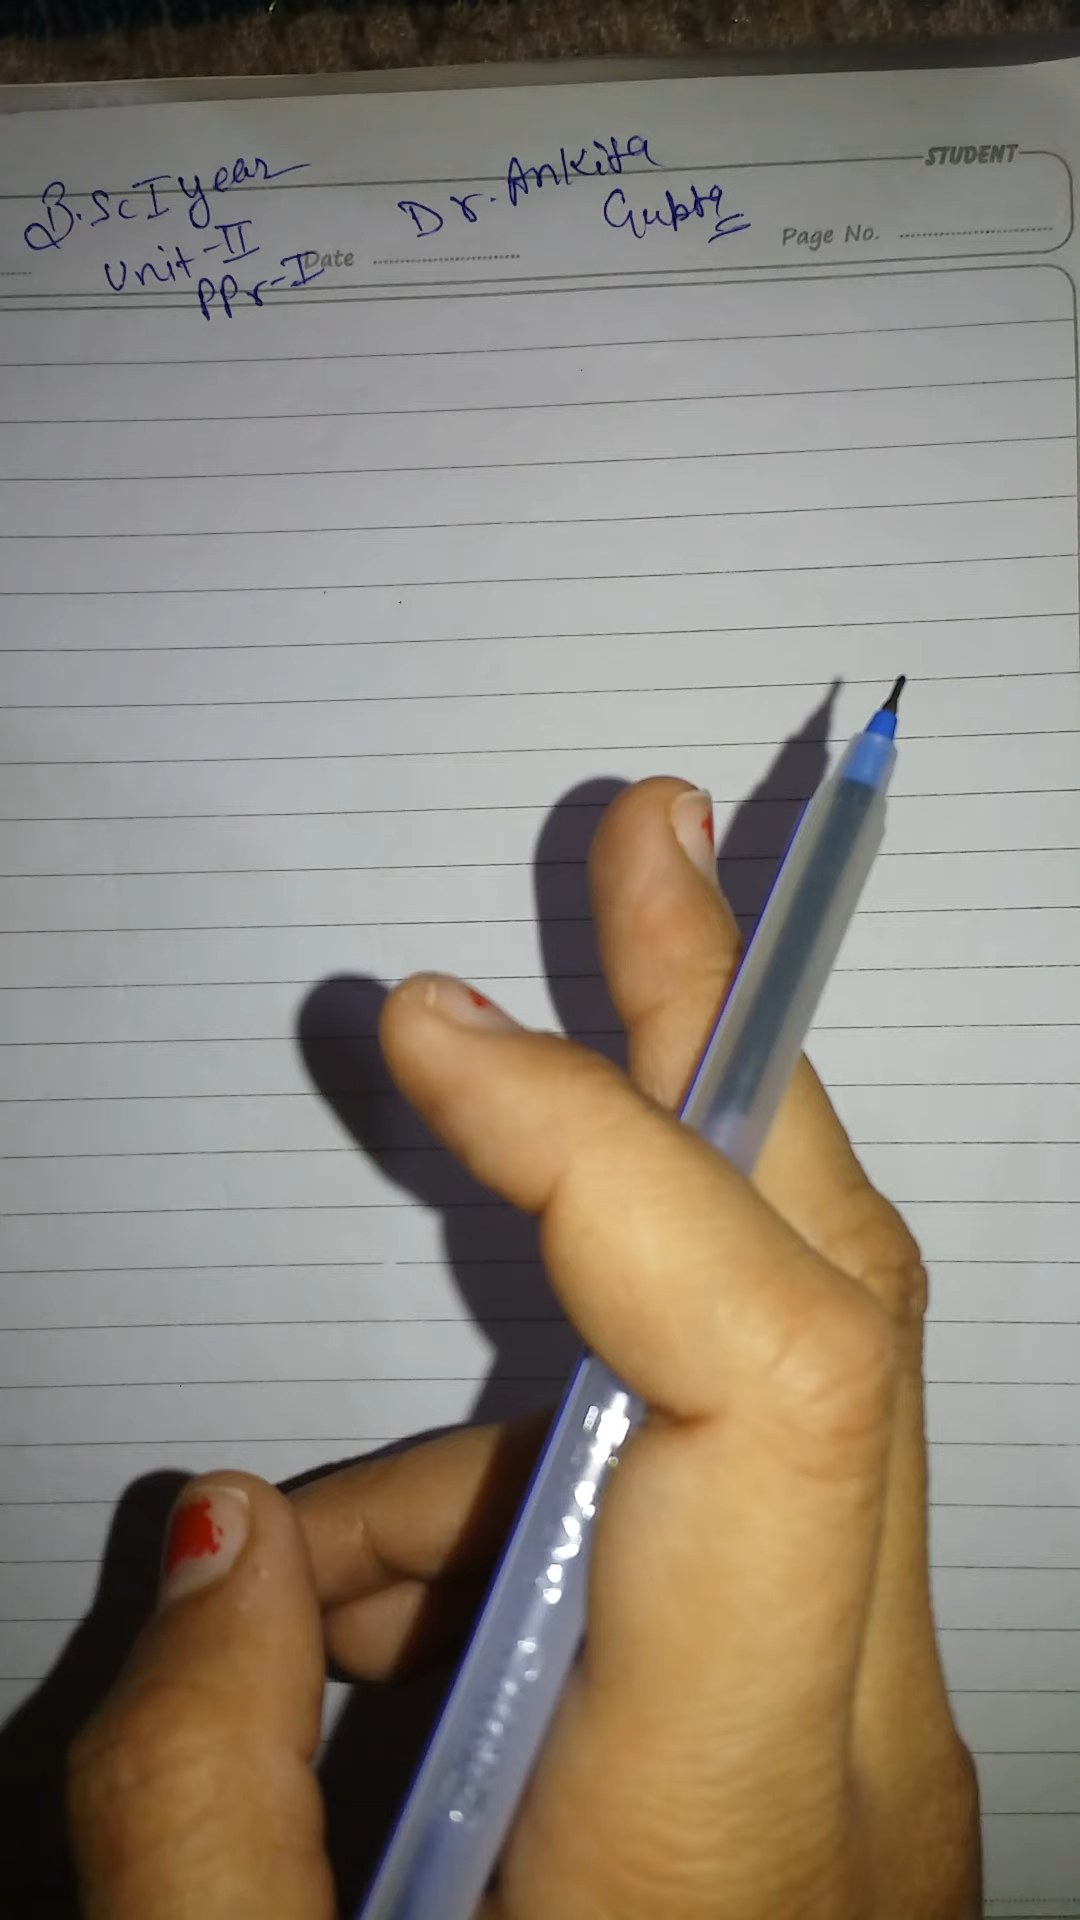 B.Sc I year
Unit-II
PPr-I
Dr. Ankita
Gupta
STUDENT
Date
Page No.